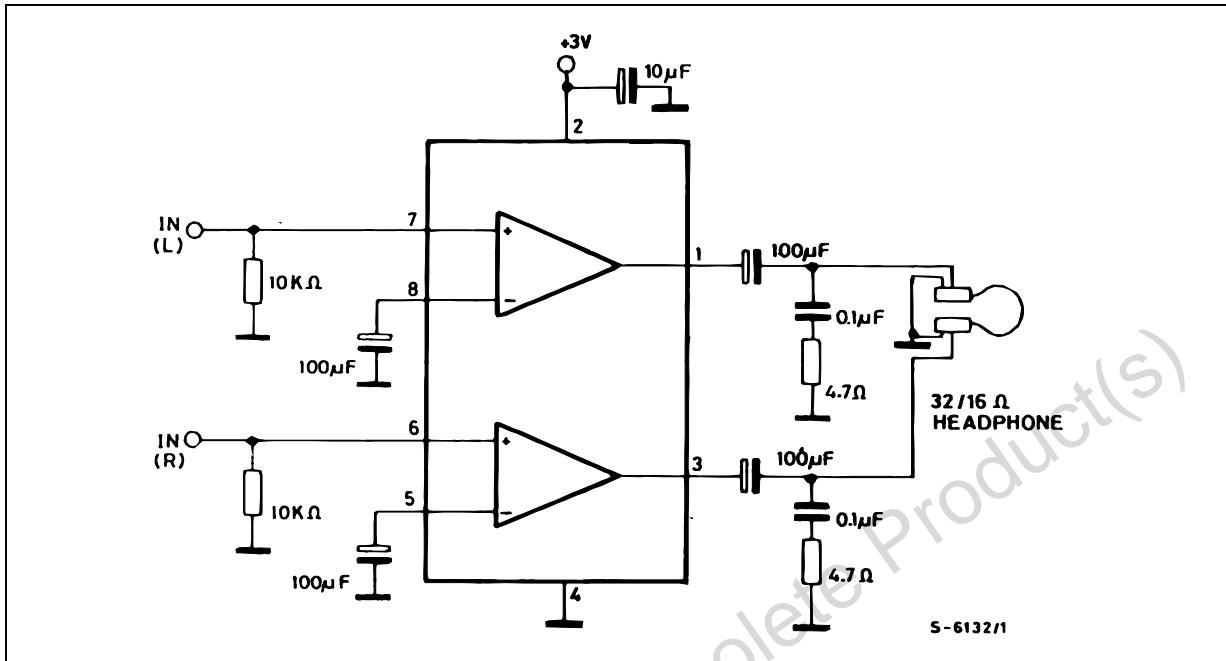 +3V
10µF
2
IN
(L)
7
10KΩ
8
100µF
1
100µF
0.1µF
4.7Ω
32/16 Ω
HEADPHONE
IN
(R)
6
10KΩ
5
100µF
3
100µF
0.1µF
4.7Ω
4
S-6132/1
olete Product(s)